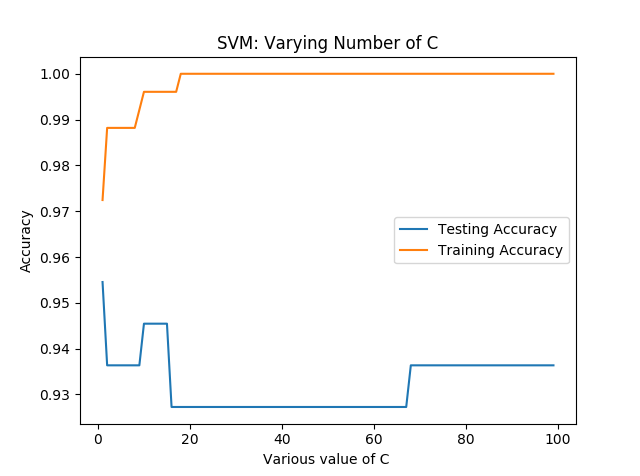 SVM: Varying Number of C
1.00
0.99
0.98
0.97
0.96
0.95
0.94
0.93
Accuracy
Testing Accuracy
Training Accuracy
0 20 40 60 80 100
Various value of C